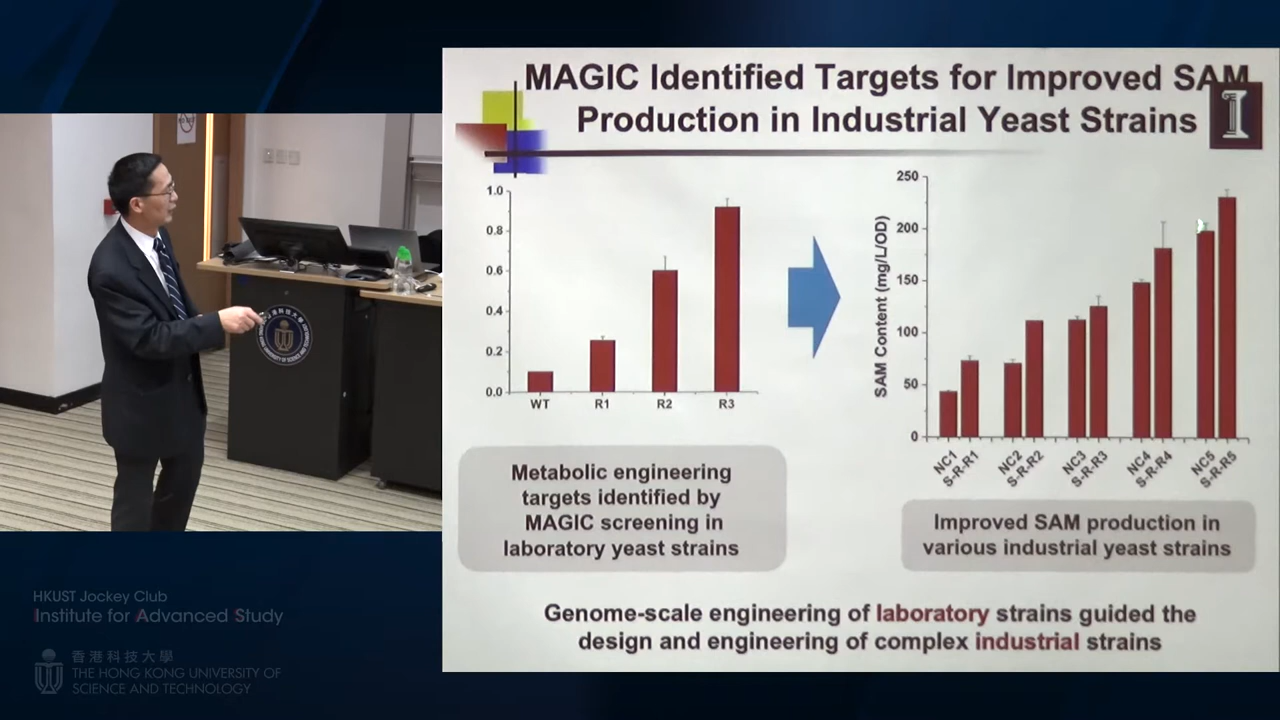 MAGIC Identified Targets for Improved SAM
Production in Industrial Yeast Strains
1.0
0.8
0.6
0.4
0.2
0.0
WT
R1
R2
R3
SAM Content (mg/L/OD)
250
200
150
100
50
0
NC1
S-R-R1
NC2
S-R-R2
NC3
S-R-R3
NC4
S-R-R4
NC5
S-R-R5
Metabolic engineering
targets identified by
MAGIC screening in
laboratory yeast strains
Improved SAM production in
various industrial yeast strains
Genome-scale engineering of laboratory strains guided the
design and engineering of complex industrial strains
HKUST Jockey Club
Institute for Advanced Study
香港科技大學
THE HONG KONG UNIVERSITY OF
SCIENCE AND TECHNOLOGY